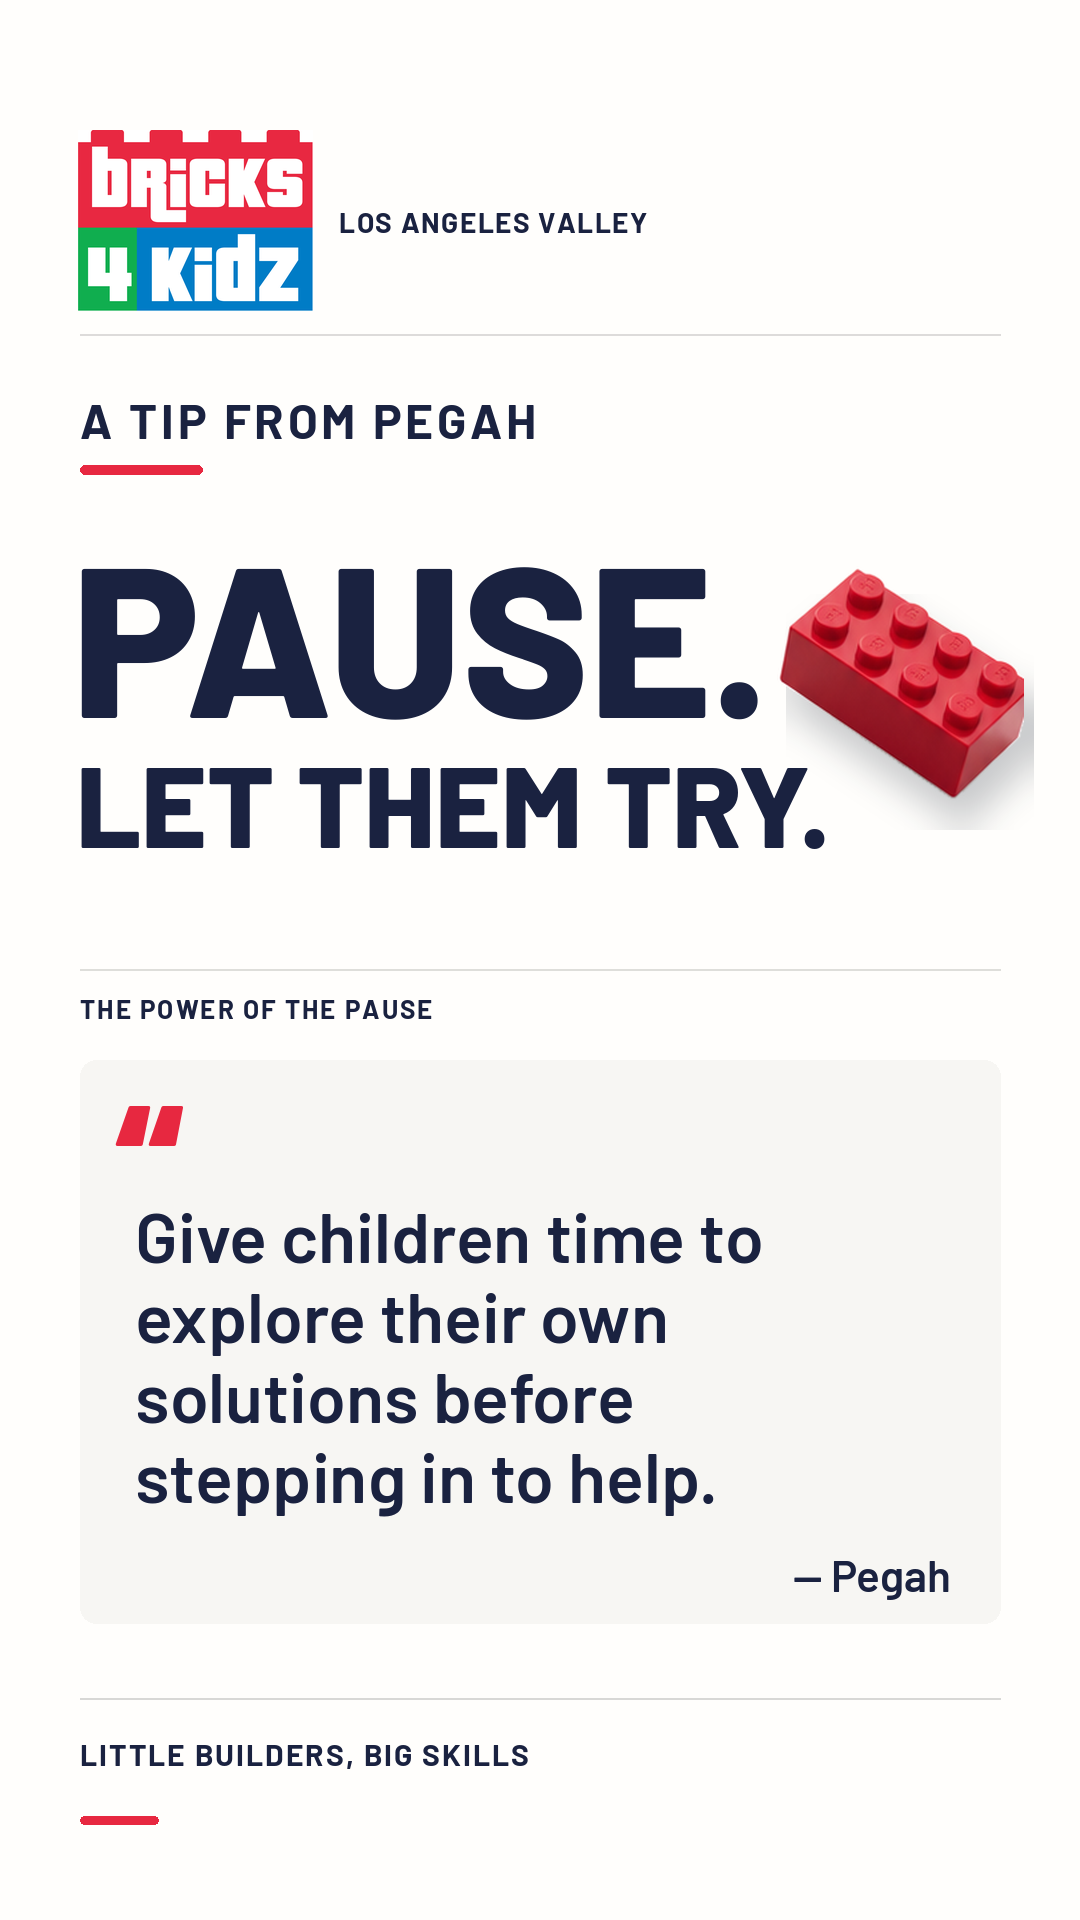 bricks
4 kidz
LOS ANGELES VALLEY
A TIP FROM PEGAH
PAUSE.
LET THEM TRY.
THE POWER OF THE PAUSE
“
Give children time to
explore their own
solutions before
stepping in to help.
– Pegah
LITTLE BUILDERS, BIG SKILLS